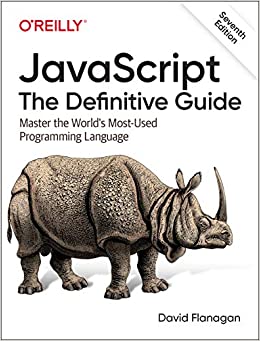 O'REILLY®
Seventh
Edition
JavaScript
The Definitive Guide
Master the World's Most-Used
Programming Language
David Flanagan